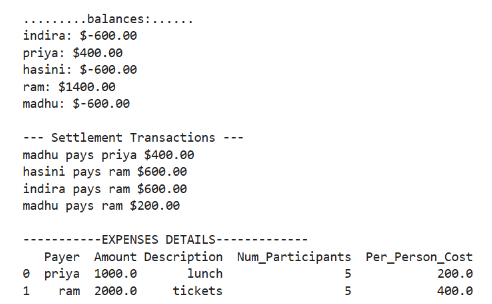 .........balances:......
indira: $-600.00
priya: $400.00
hasini: $-600.00
ram: $1400.00
madhu: $-600.00
--- Settlement Transactions ---
madhu pays priya $400.00
hasini pays ram $600.00
indira pays ram $600.00
madhu pays ram $200.00
-----------EXPENSES DETAILS-------------
Payer Amount Description Num_Participants Per_Person_Cost
0 priya 1000.0 lunch 5 200.0
1 ram 2000.0 tickets 5 400.0